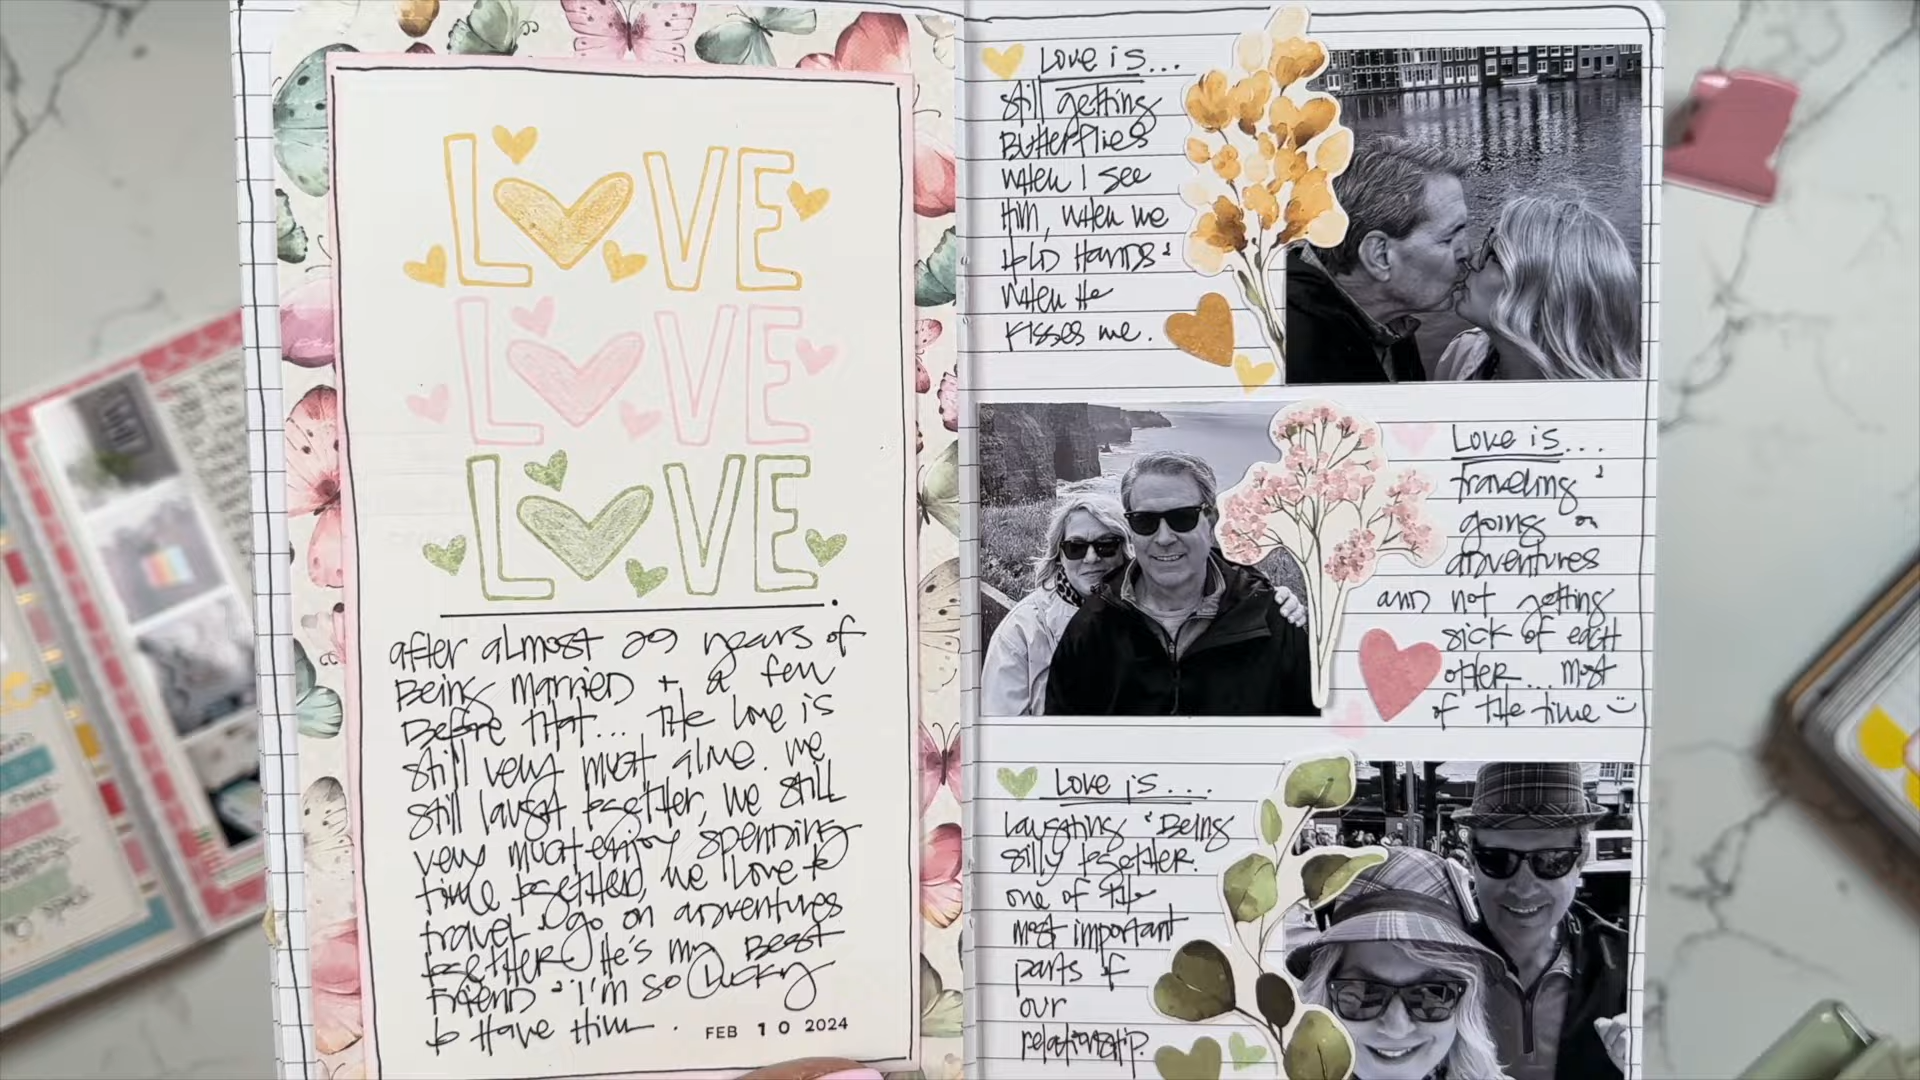 LOVE
LOVE
LOVE
after almost 29 years of
Being married + a few
Before that... The love is
still very much alive. we
still laugh together, we still
very much enjoy spending
time together, we love to
travel & go on adventures
together. He's my Best
Friend & I'm so lucky
to Have Him.
FEB 10 2024
Love is...
still getting
Butterflies
when I see
Him, when we
Hold Hands &
when He
kisses me.
Love is...
traveling &
going on
adventures
and not getting
sick of each
other... most
of the time
Love is...
laughing & Being
silly together.
one of the
most important
parts of
our
relationship.